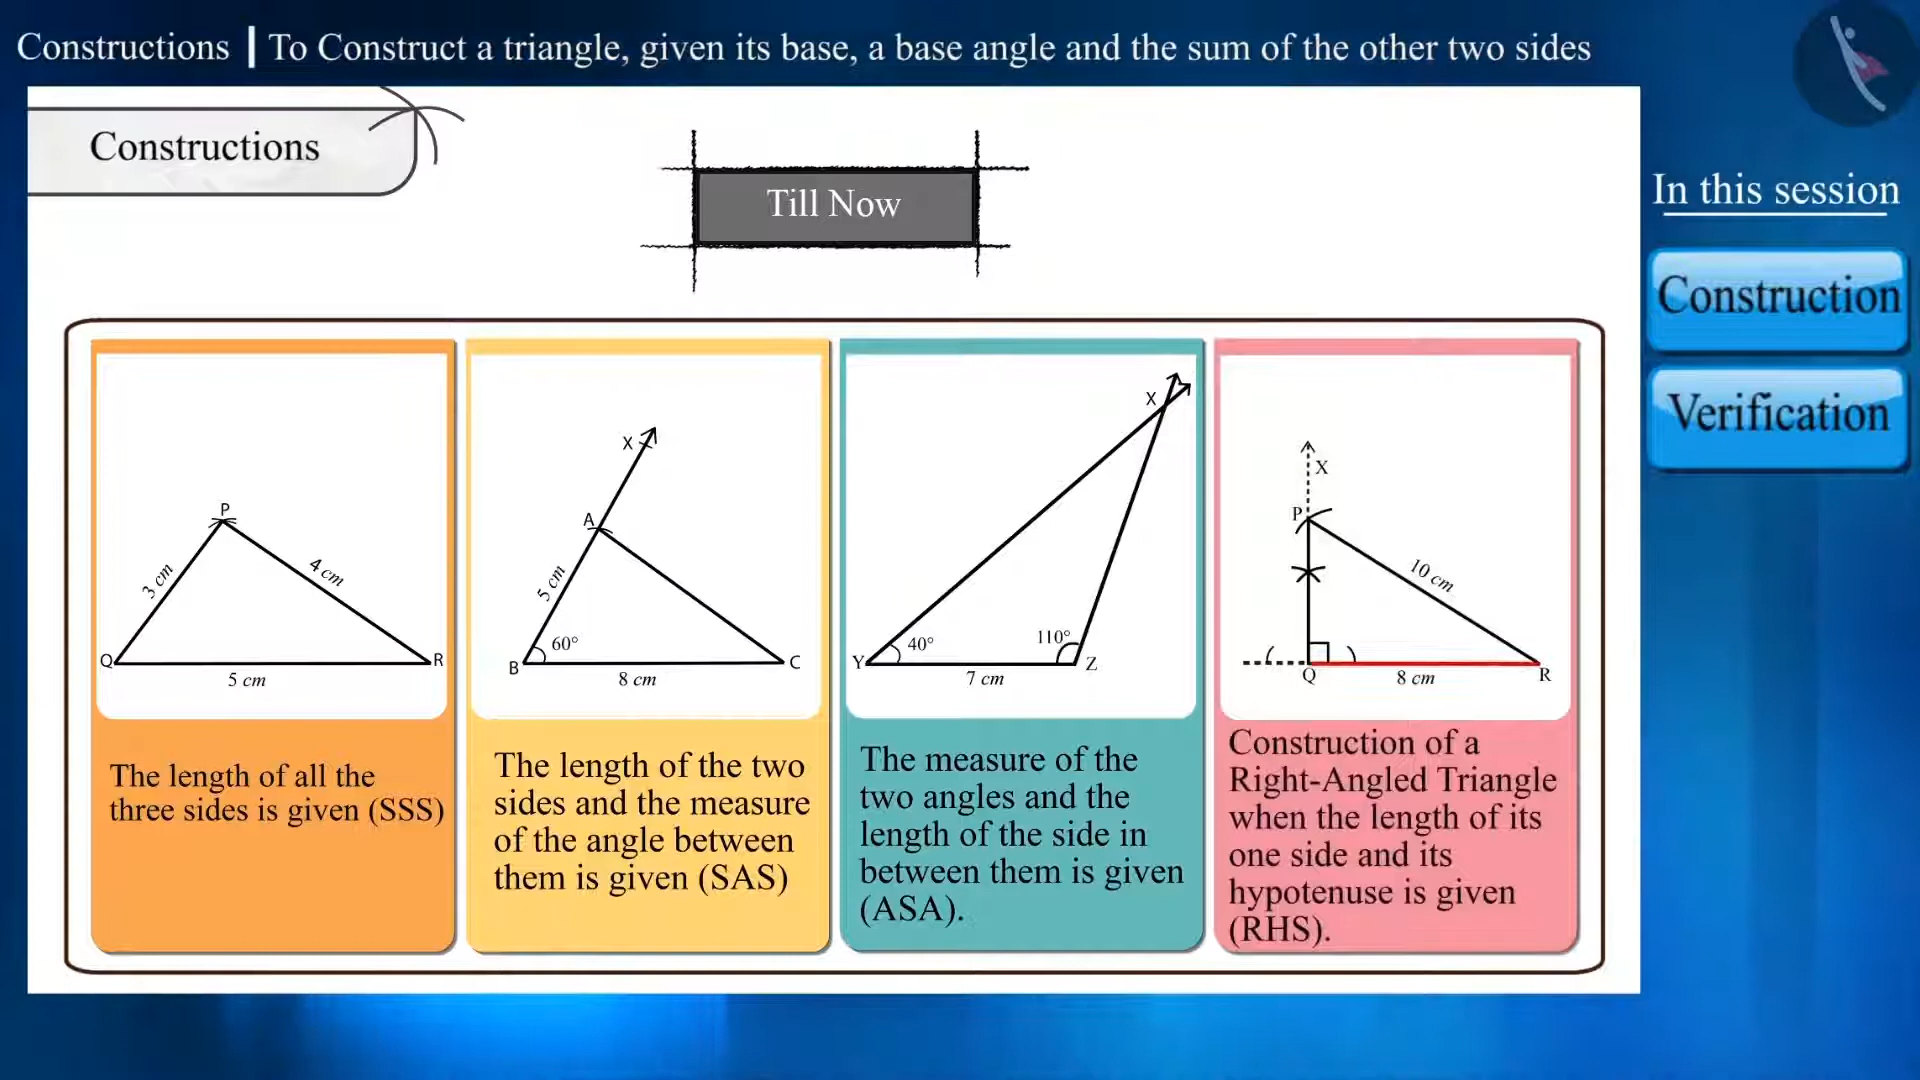 Constructions | To Construct a triangle, given its base, a base angle and the sum of the other two sides
Constructions
Till Now
In this session
Construction
Verification
P
3 cm
4 cm
Q
R
5 cm
X
A
5 cm
60°
B
C
8 cm
X
40°
110°
Y
Z
7 cm
X
P
10 cm
Q
8 cm
R
The length of all the
three sides is given (SSS)
The length of the two
sides and the measure
of the angle between
them is given (SAS)
The measure of the
two angles and the
length of the side in
between them is given
(ASA).
Construction of a
Right-Angled Triangle
when the length of its
one side and its
hypotenuse is given
(RHS).